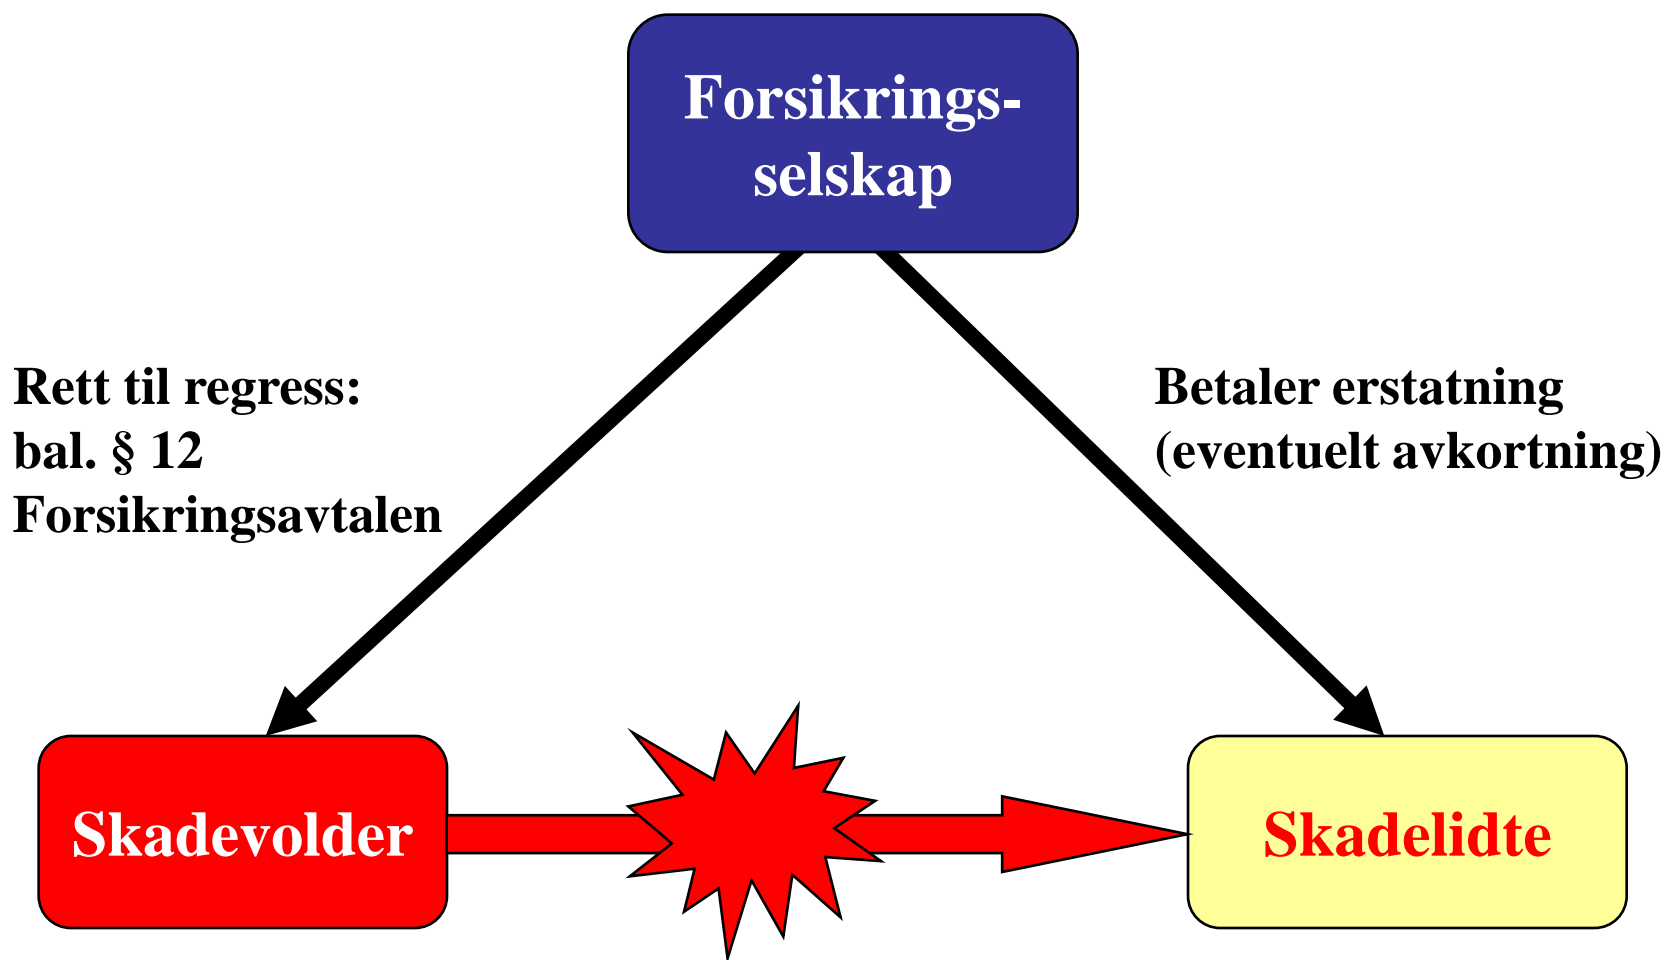 Forsikrings-
selskap
Rett til regress:
bal. § 12
Forsikringsavtalen
Betaler erstatning
(eventuelt avkortning)
Skadevolder
Skadelidte